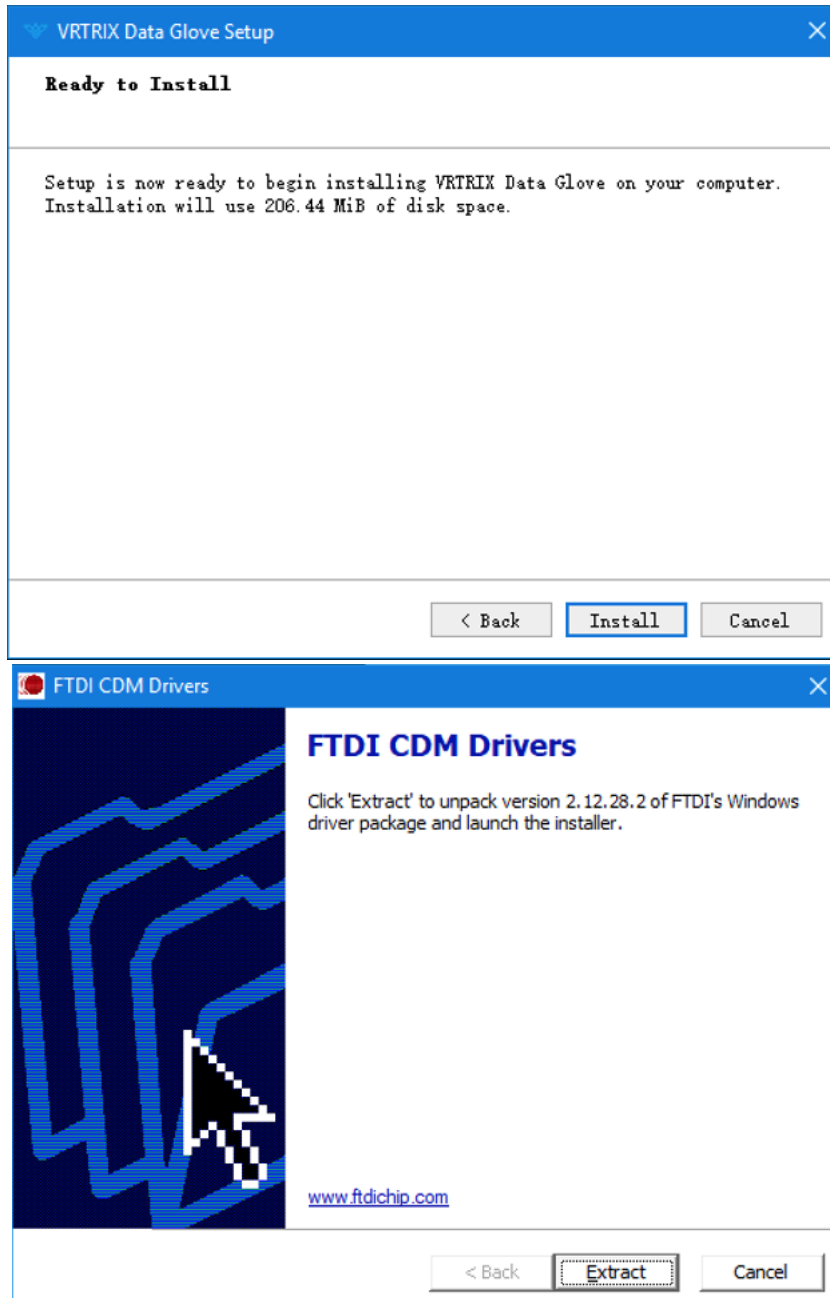 VRTRIX Data Glove Setup
Ready to Install
Setup is now ready to begin installing VRTRIX Data Glove on your computer.
Installation will use 206.44 MiB of disk space.
< Back Install Cancel
FTDI CDM Drivers
FTDI CDM Drivers
Click 'Extract' to unpack version 2.12.28.2 of FTDI's Windows
driver package and launch the installer.
www.ftdichip.com
< Back Extract Cancel